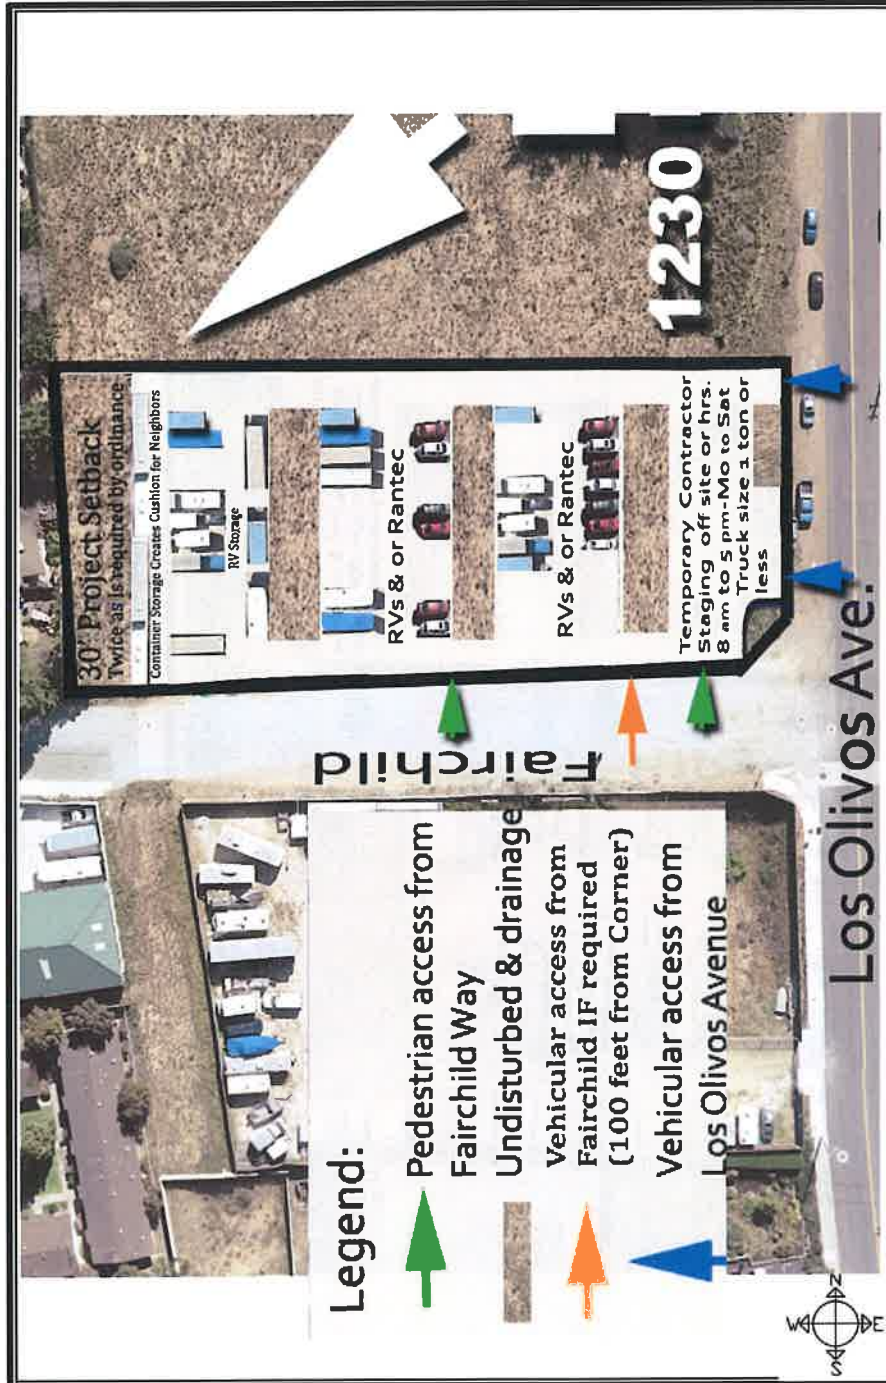 30' Project Setback
Twice as is required by ordinance
Container Storage Creates Cushion for Neighbors
RV Storage
RVs & or Rantec
RVs & or Rantec
Temporary Contractor
Staging off site or hrs.
8 am to 5 pm-Mo to Sat
Truck size 1 ton or
less
1230
Fairchild
Los Olivos Ave.
Legend:
Pedestrian access from
Fairchild Way
Undisturbed & drainage
Vehicular access from
Fairchild IF required
(100 feet from Corner)
Vehicular access from
Los Olivos Avenue
N
W
E
S